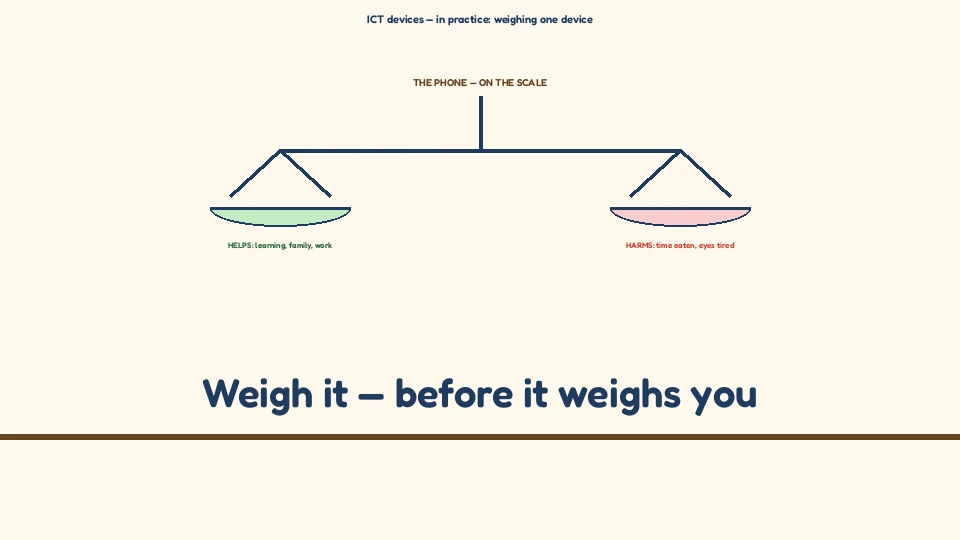 ICT devices – in practice: weighing one device
THE PHONE – ON THE SCALE
HELPS: learning, family, work
HARMS: time eaten, eyes tired
Weigh it – before it weighs you